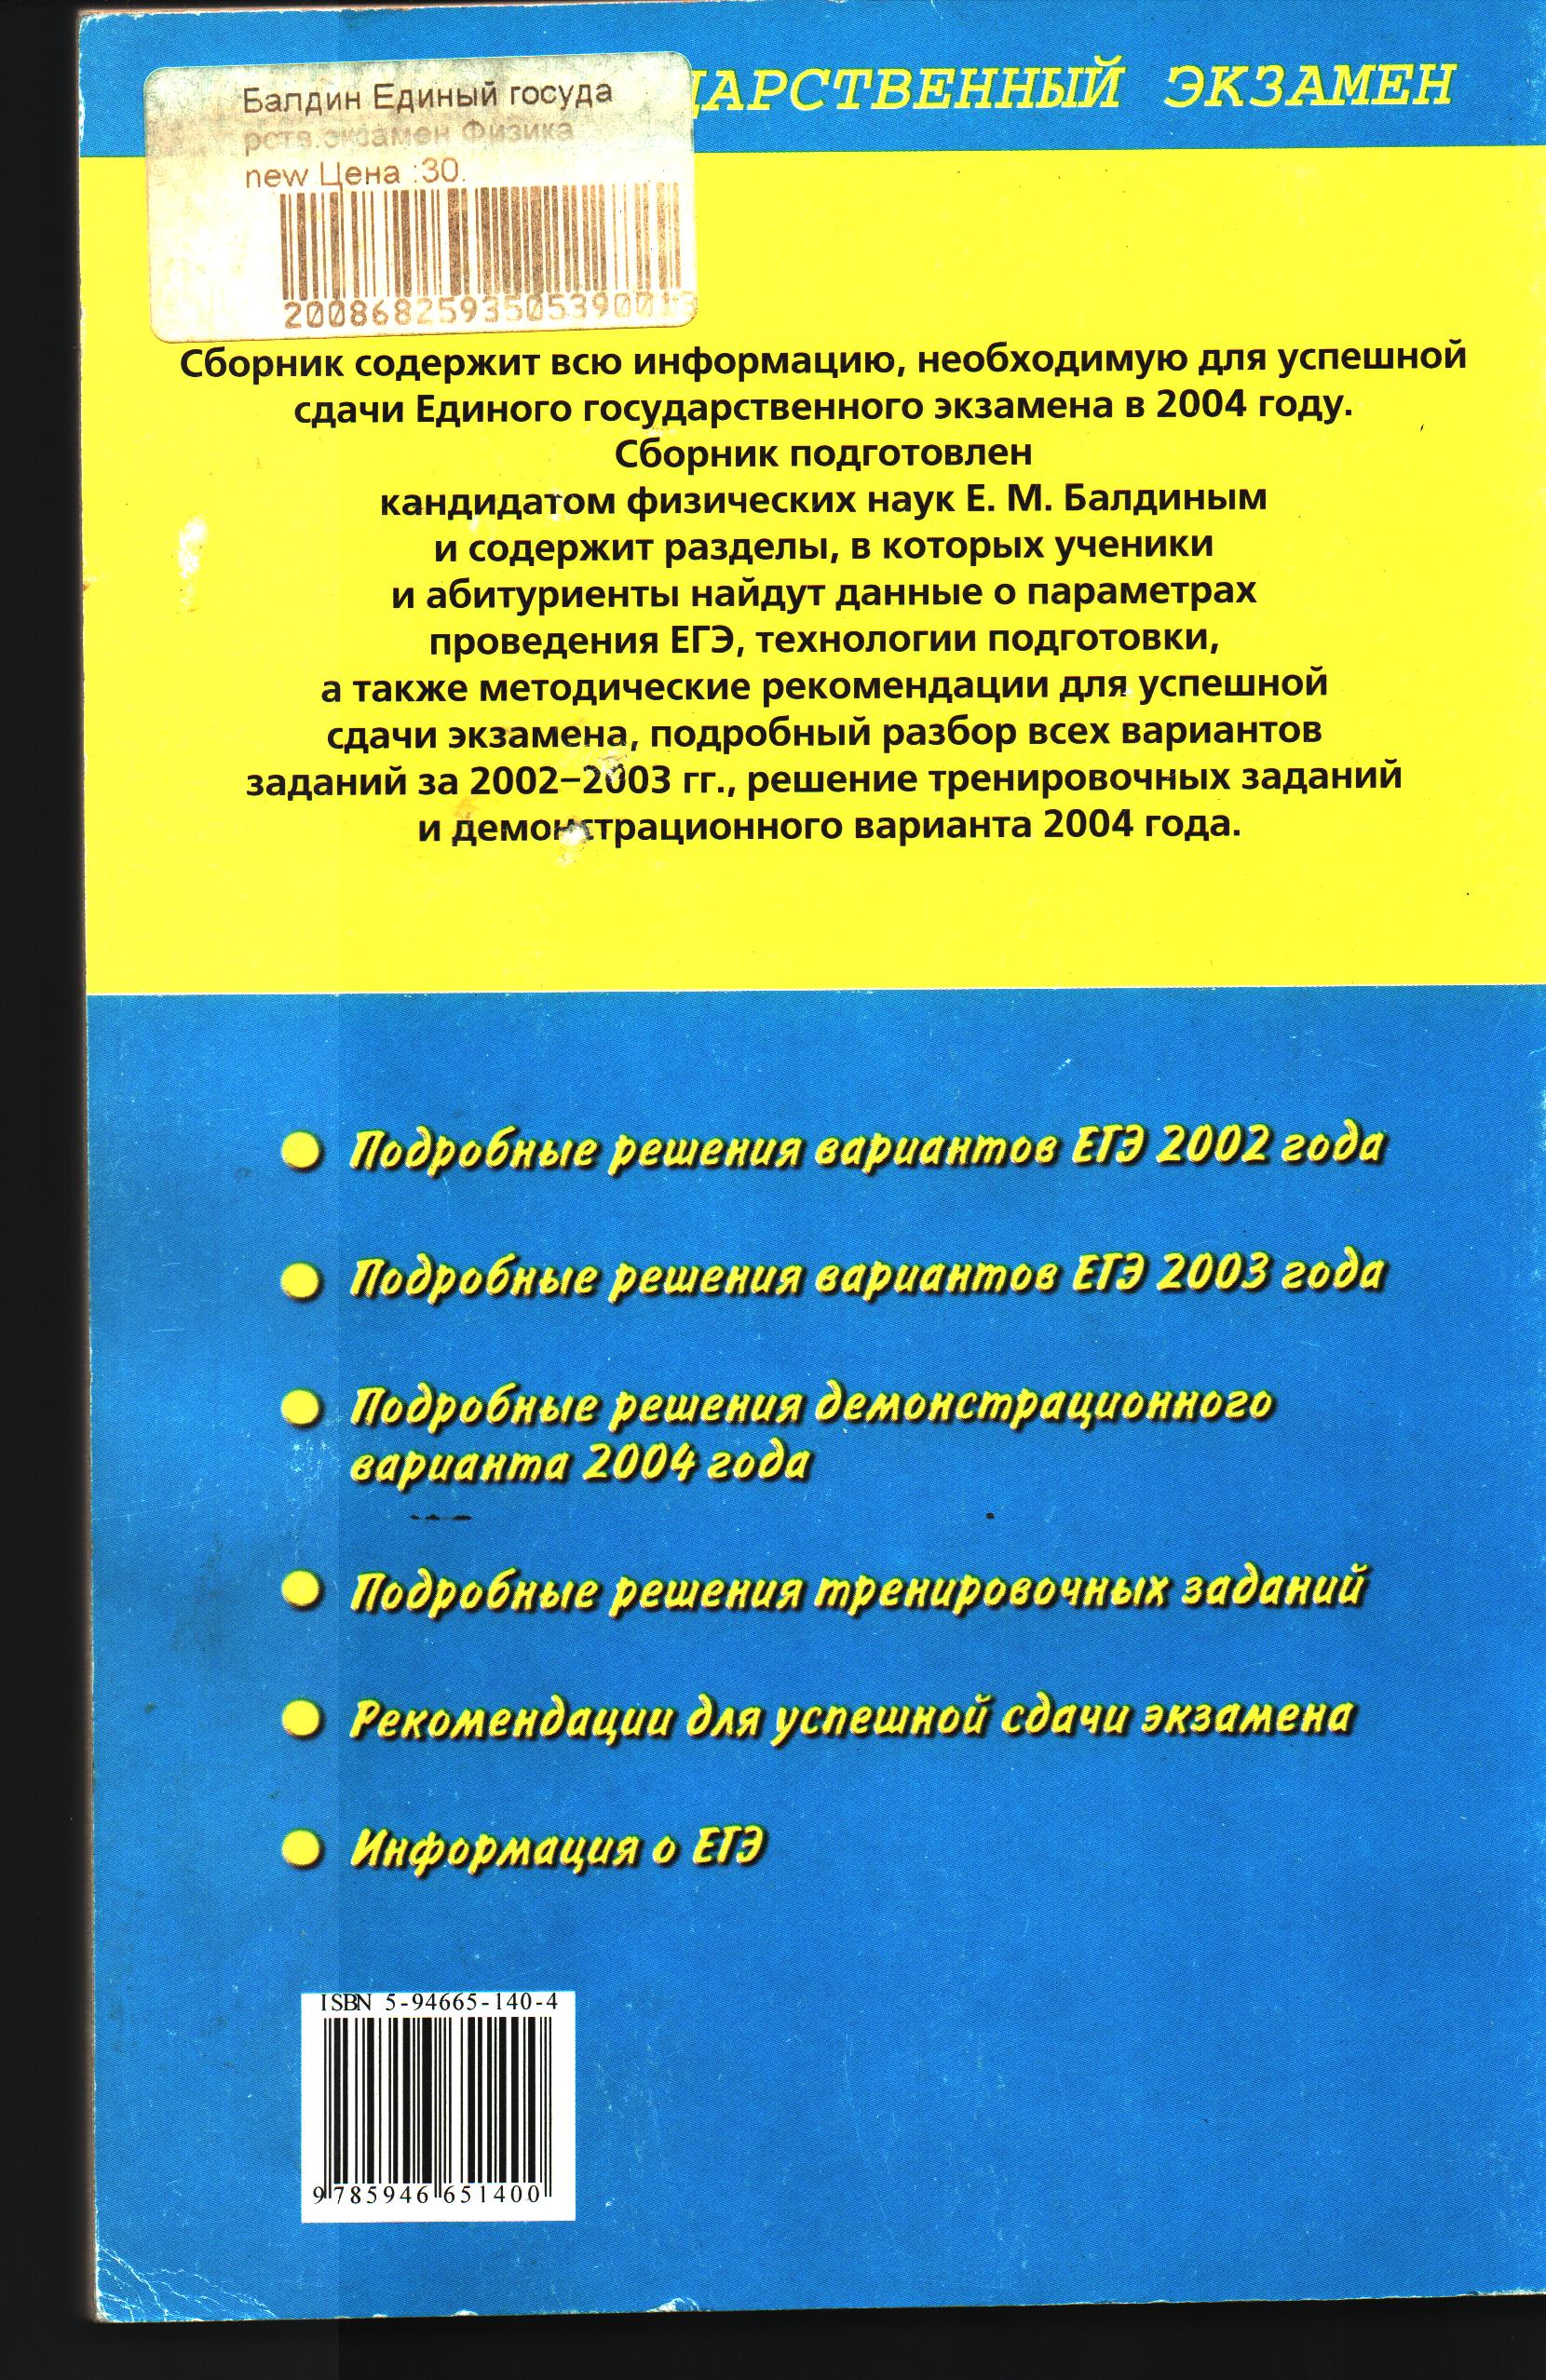 Балдин Единый госуда
рств.экзамен Физика
new Цена :30.
ДАРСТВЕННЫЙ ЭКЗАМЕН
Сборник содержит всю информацию, необходимую для успешной
сдачи Единого государственного экзамена в 2004 году.
Сборник подготовлен
кандидатом физических наук Е. М. Балдиным
и содержит разделы, в которых ученики
и абитуриенты найдут данные о параметрах
проведения ЕГЭ, технологии подготовки,
а также методические рекомендации для успешной
сдачи экзамена, подробный разбор всех вариантов
заданий за 2002–2003 гг., решение тренировочных заданий
и демонстрационного варианта 2004 года.
Подробные решения вариантов ЕГЭ 2002 года
Подробные решения вариантов ЕГЭ 2003 года
Подробные решения демонстрационного
варианта 2004 года
Подробные решения тренировочных заданий
Рекомендации для успешной сдачи экзамена
Информация о ЕГЭ
ISBN 5-94665-140-4
9 785946 651400